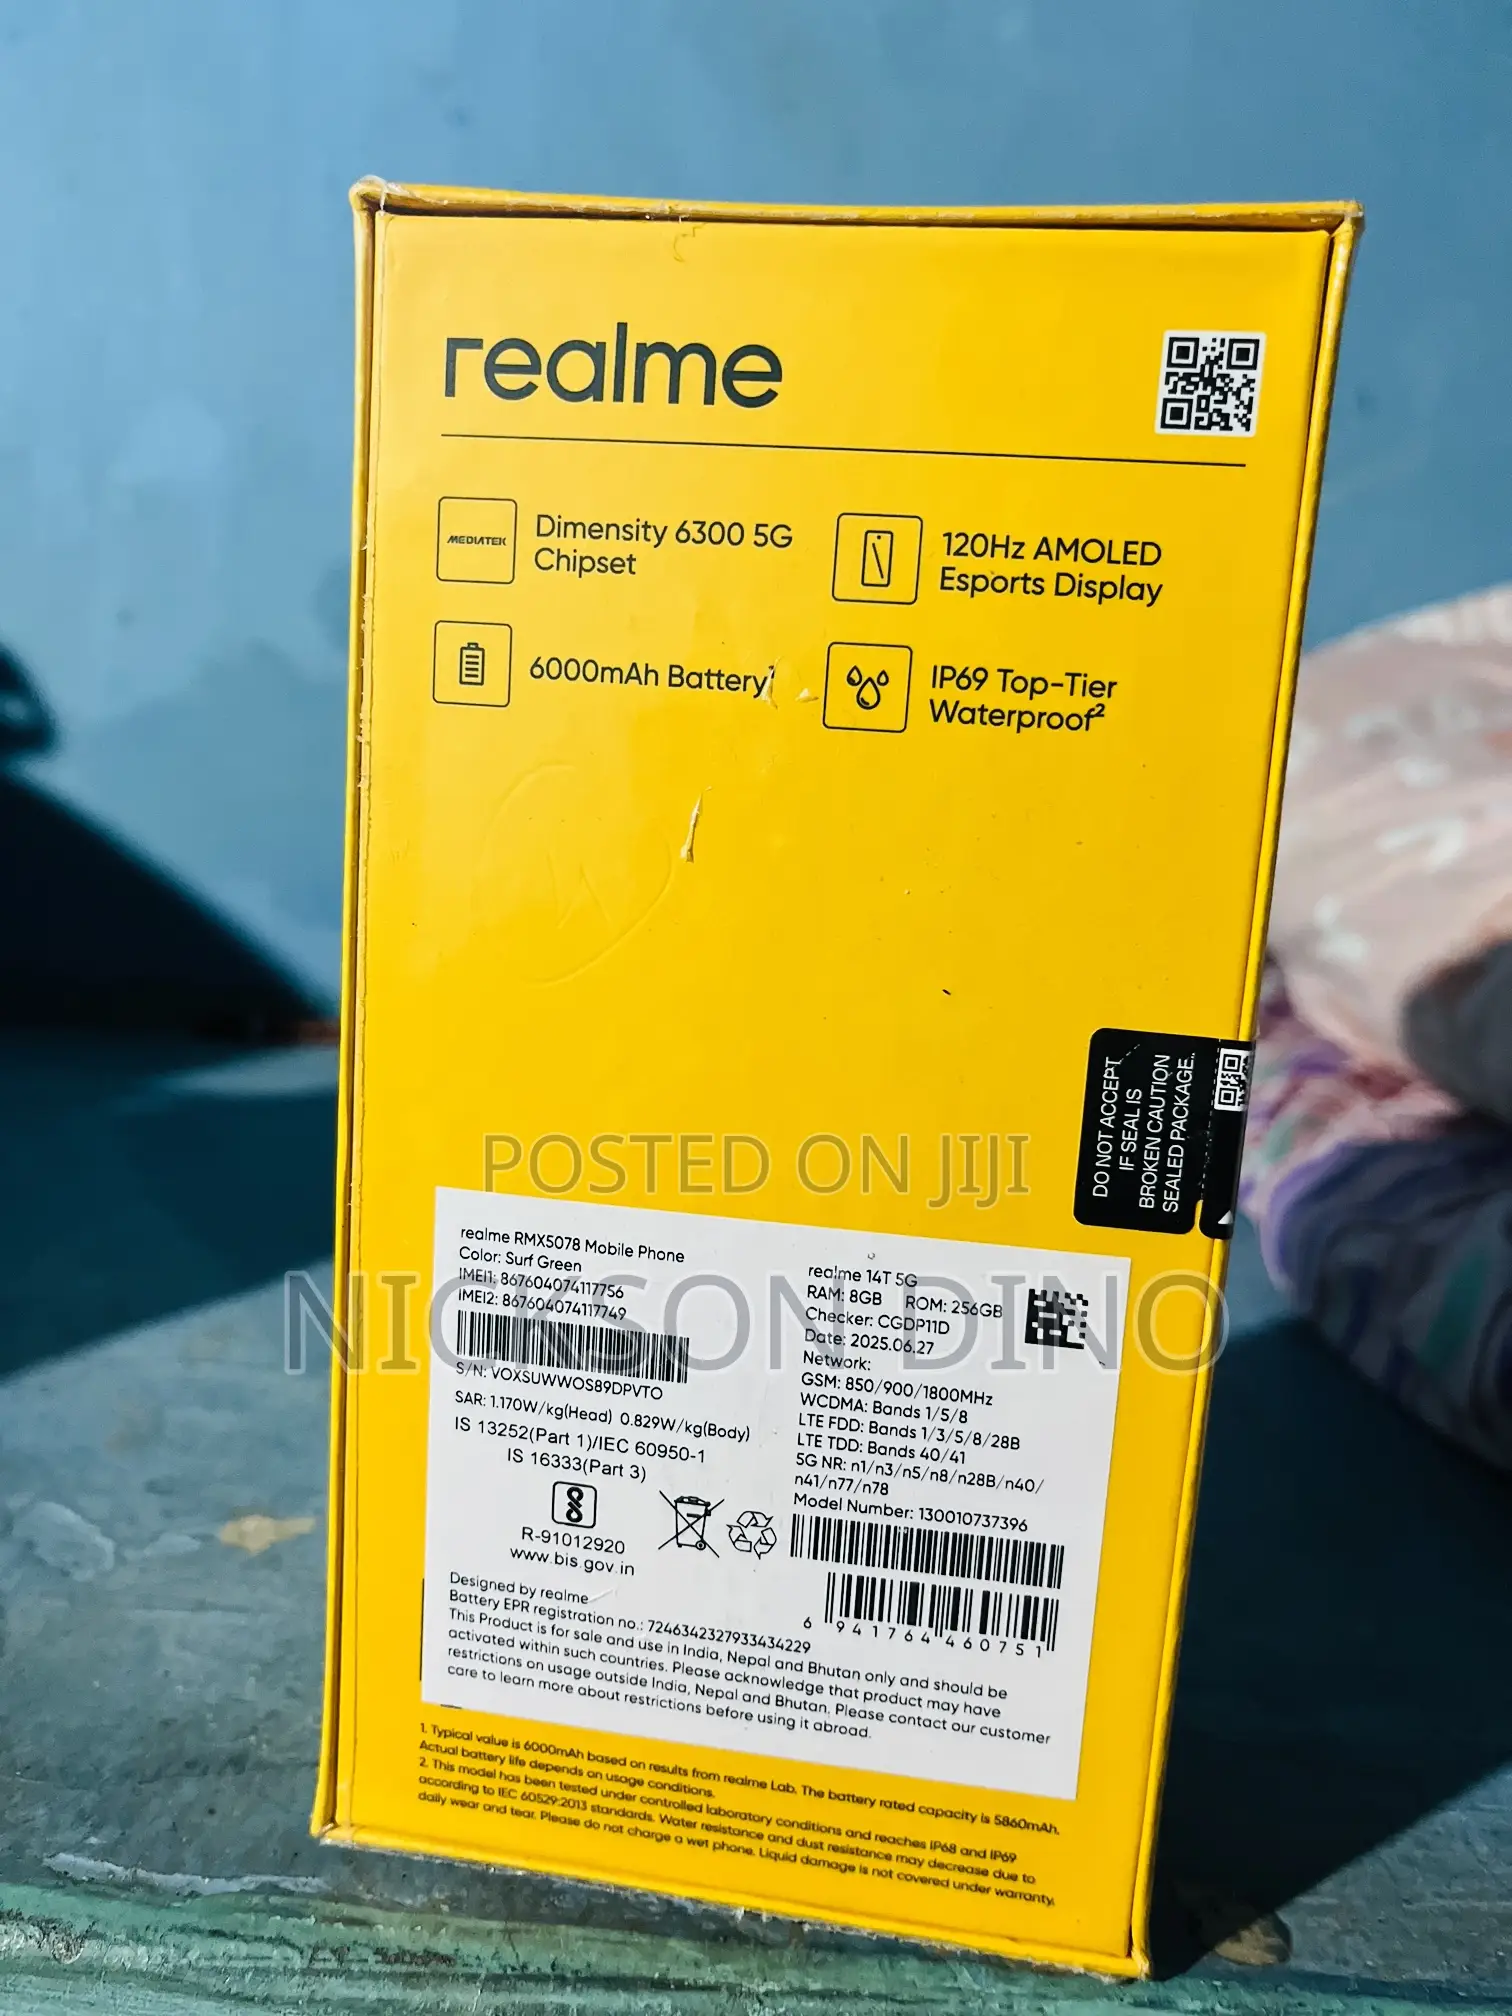 realme
MEDIATEK
Dimensity 6300 5G
Chipset
120Hz AMOLED
Esports Display
6000mAh Battery¹
IP69 Top-Tier
Waterproof²
DO NOT ACCEPT
IF SEAL IS
BROKEN CAUTION
SEALED PACKAGE.
POSTED ON JIJI
NICKSON DINO
realme RMX5078 Mobile Phone
Color: Surf Green
IMEI1: 867604074117756
IMEI2: 867604074117749
S/N: VOXSUWWOS89DPVTO
SAR: 1.170W/kg(Head) 0.829W/kg(Body)
IS 13252(Part 1)/IEC 60950-1
IS 16333(Part 3)
R-91012920
www.bis.gov.in
realme 14T 5G
RAM: 8GB ROM: 256GB
Checker: CGDP11D
Date: 2025.06.27
Network:
GSM: 850/900/1800MHz
WCDMA: Bands 1/5/8
LTE FDD: Bands 1/3/5/8/28B
LTE TDD: Bands 40/41
5G NR: n1/n3/n5/n8/n28B/n40/
n41/n77/n78
Model Number: 130010737396
6 941764 460751
Designed by realme
Battery EPR registration no.: 7246342327933434229
This Product is for sale and use in India, Nepal and Bhutan only and should be
activated within such countries. Please acknowledge that product may have
restrictions on usage outside India, Nepal and Bhutan. Please contact our customer
care to learn more about restrictions before using it abroad.
1. Typical value is 6000mAh based on results from realme Lab. The battery rated capacity is 5860mAh.
Actual battery life depends on usage conditions.
2. This model has been tested under controlled laboratory conditions and reaches IP68 and IP69
according to IEC 60529:2013 standards. Water resistance and dust resistance may decrease due to
daily wear and tear. Please do not charge a wet phone. Liquid damage is not covered under warranty.